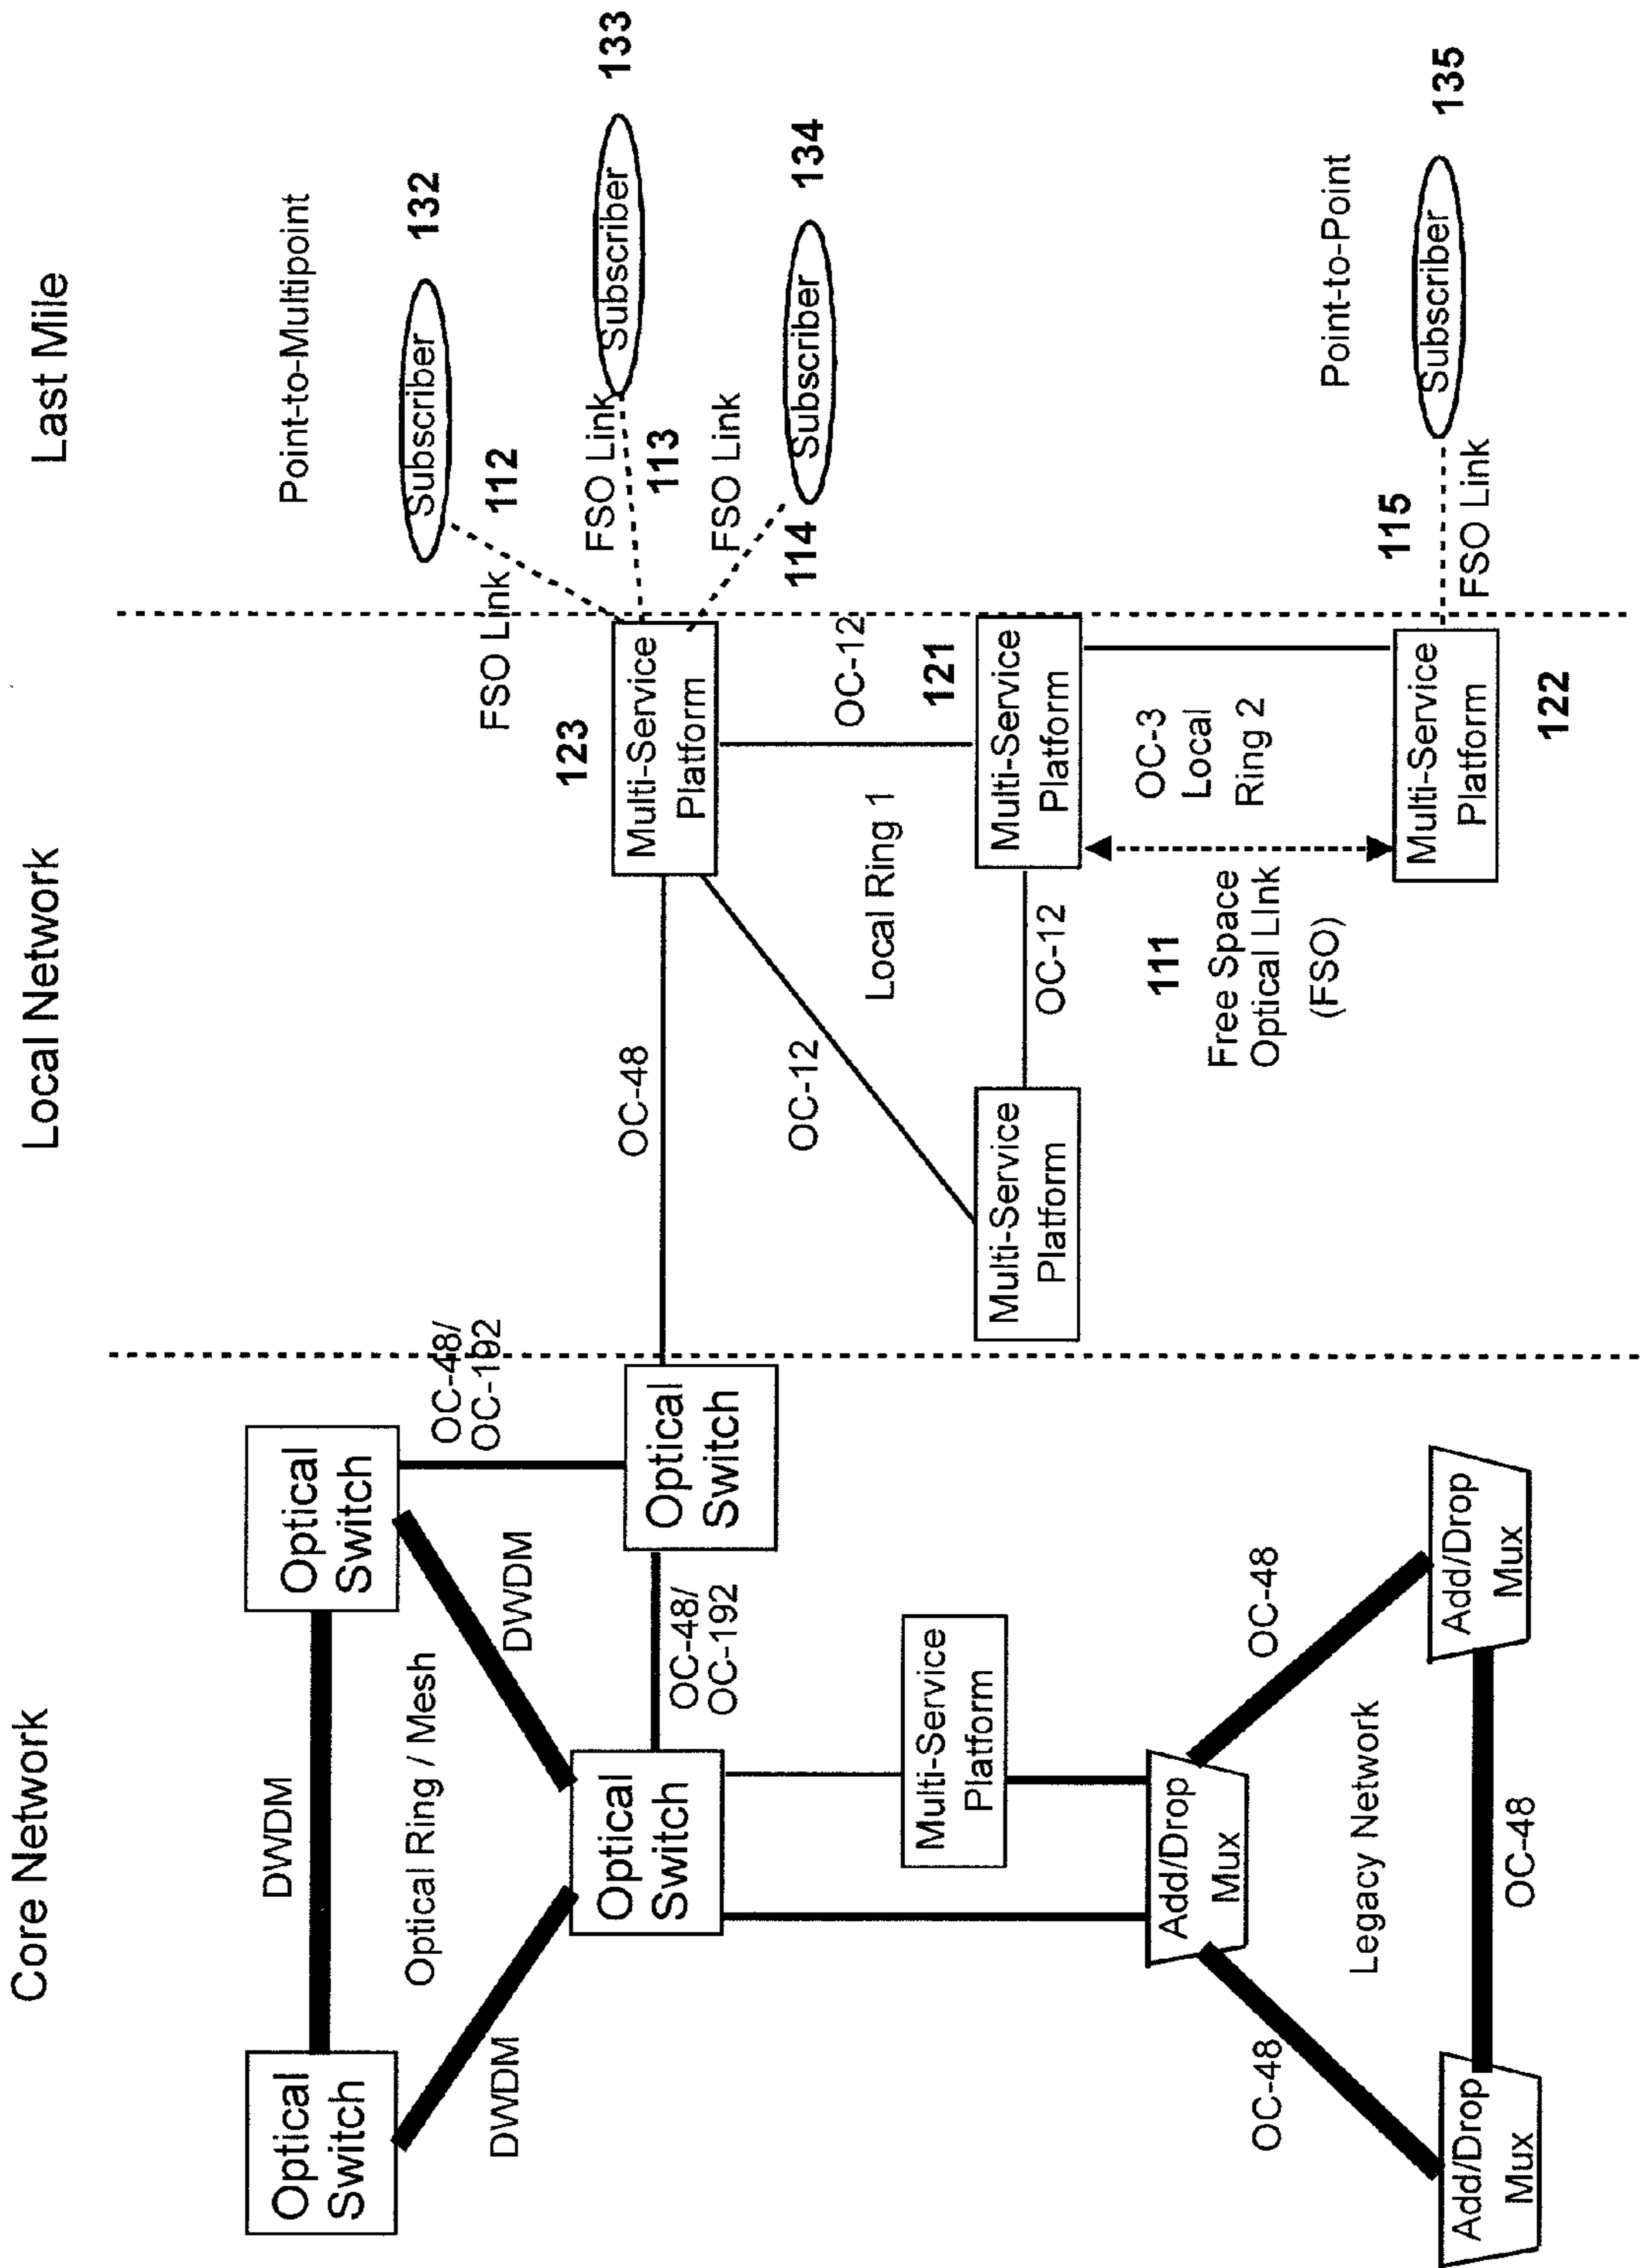 Core Network
Local Network
Last Mile
DWDM
Optical
Switch
Optical
Switch
Optical Ring / Mesh
DWDM
DWDM
OC-48/
OC-192
Optical
Switch
OC-48/
OC-192
Optical
Switch
Multi-Service
Platform
Add/Drop
Mux
OC-48
OC-48
Legacy Network
Add/Drop
Mux
OC-48
Add/Drop
Mux
OC-48
123
Multi-Service
Platform
OC-12
Local Ring 1
OC-12
121
Multi-Service
Platform
OC-12
Multi-Service
Platform
111
Free Space
Optical LInk
(FSO)
OC-3
Local
Ring 2
Multi-Service
Platform
122
Point-to-Multipoint
Subscriber
132
FSO Link
112
FSO Link
113
Subscriber
133
FSO Link
114
Subscriber
134
Point-to-Point
115
FSO Link
Subscriber
135